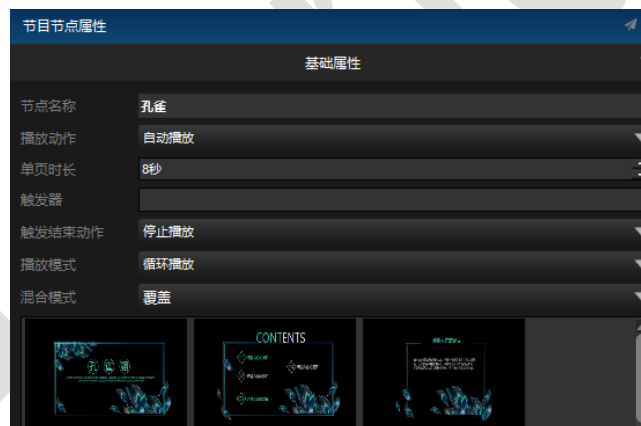 节目节点属性
基础属性
节点名称 孔雀
播放动作 自动播放
单页时长 8秒
触发器
触发结束动作 停止播放
播放模式 循环播放
混合模式 覆盖
CONTENTS